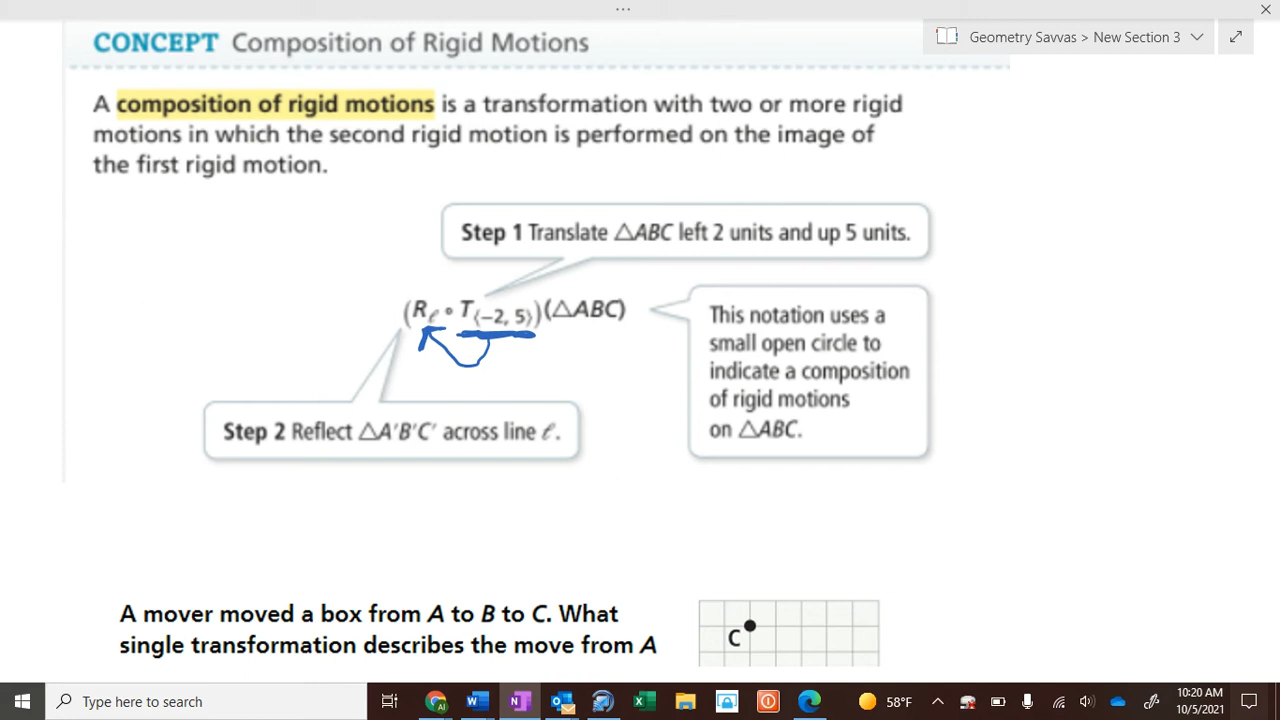 Geometry Savvas > New Section 3
CONCEPT Composition of Rigid Motions
A composition of rigid motions is a transformation with two or more rigid
motions in which the second rigid motion is performed on the image of
the first rigid motion.
Step 1 Translate △ABC left 2 units and up 5 units.
(Rℓ ∘ T⟨−2, 5⟩)(△ABC)
This notation uses a
small open circle to
indicate a composition
of rigid motions
on △ABC.
Step 2 Reflect △A′B′C′ across line ℓ.
A mover moved a box from A to B to C. What
single transformation describes the move from A
C
Type here to search
58°F
10:20 AM
10/5/2021